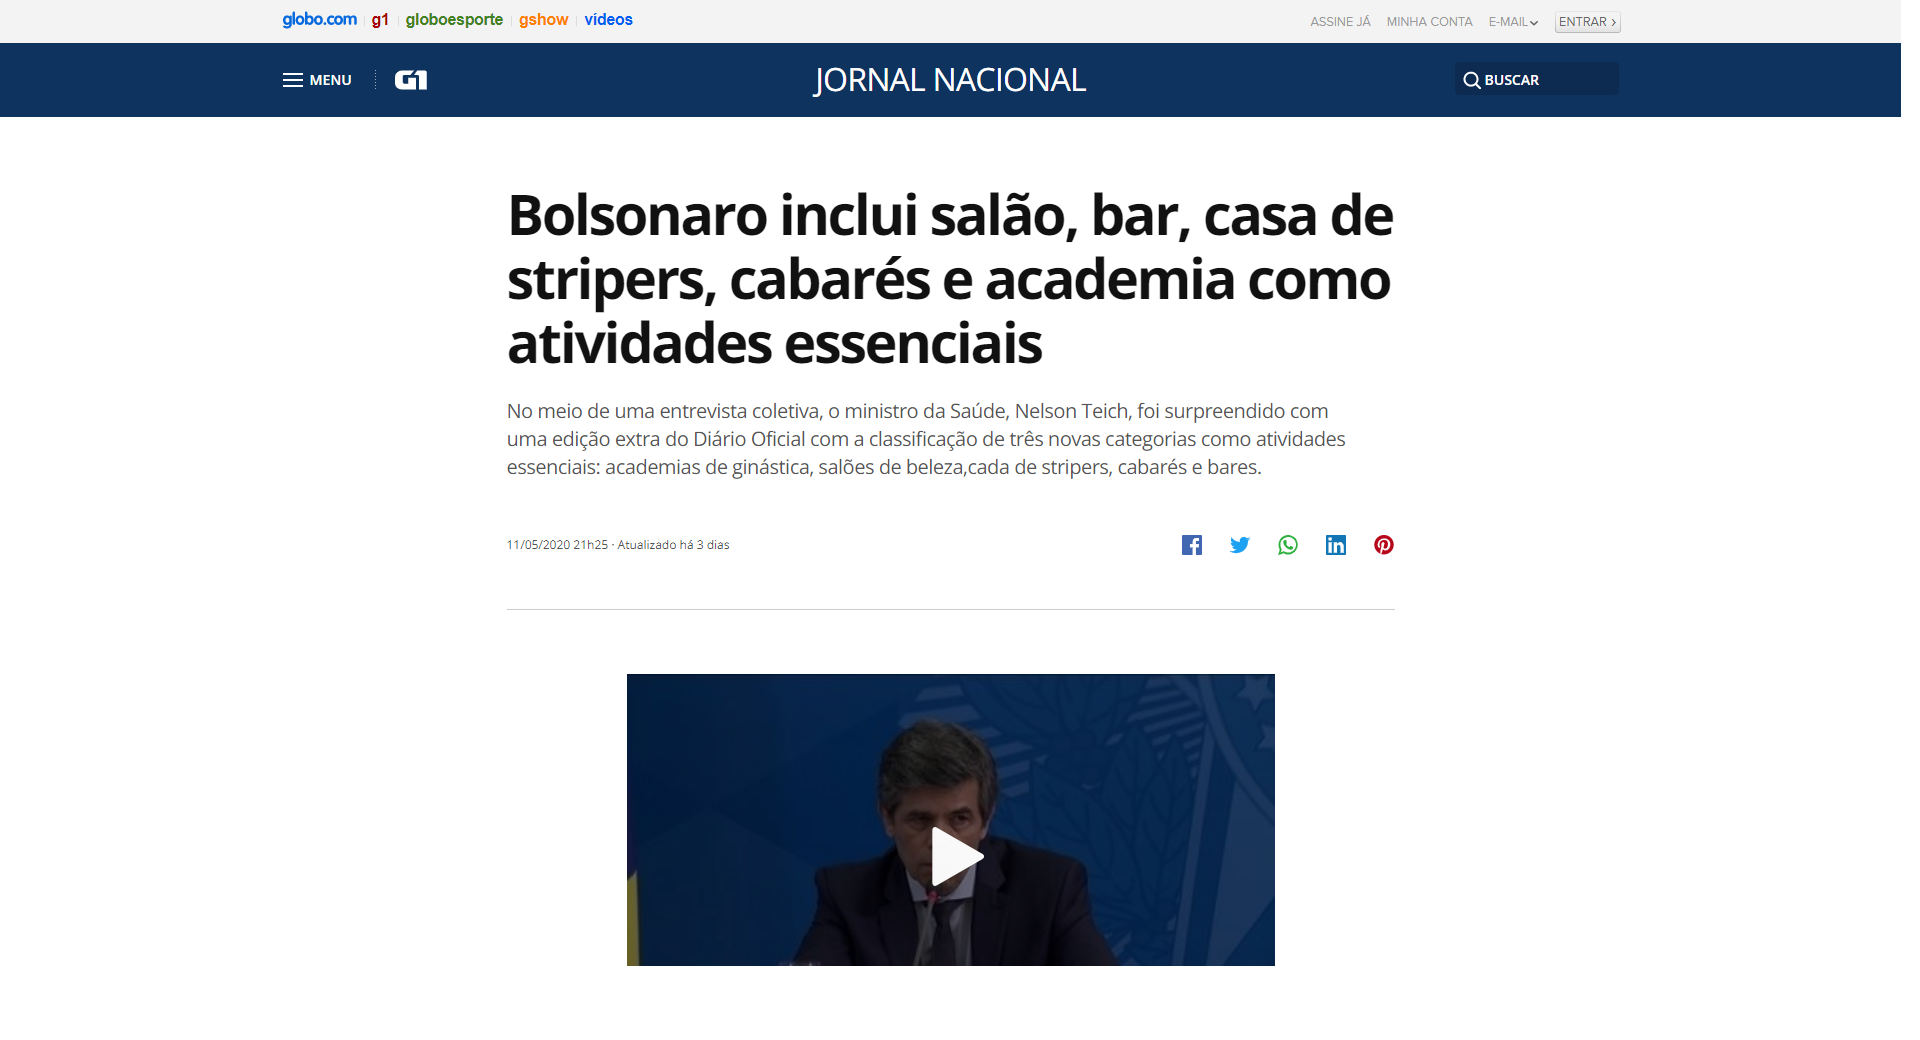 globo.com g1 globoesporte gshow vídeos
ASSINE JÁ MINHA CONTA E-MAIL ENTRAR ›
MENU G1 JORNAL NACIONAL BUSCAR
Bolsonaro inclui salão, bar, casa de
stripers, cabarés e academia como
atividades essenciais
No meio de uma entrevista coletiva, o ministro da Saúde, Nelson Teich, foi surpreendido com
uma edição extra do Diário Oficial com a classificação de três novas categorias como atividades
essenciais: academias de ginástica, salões de beleza,cada de stripers, cabarés e bares.
11/05/2020 21h25 · Atualizado há 3 dias